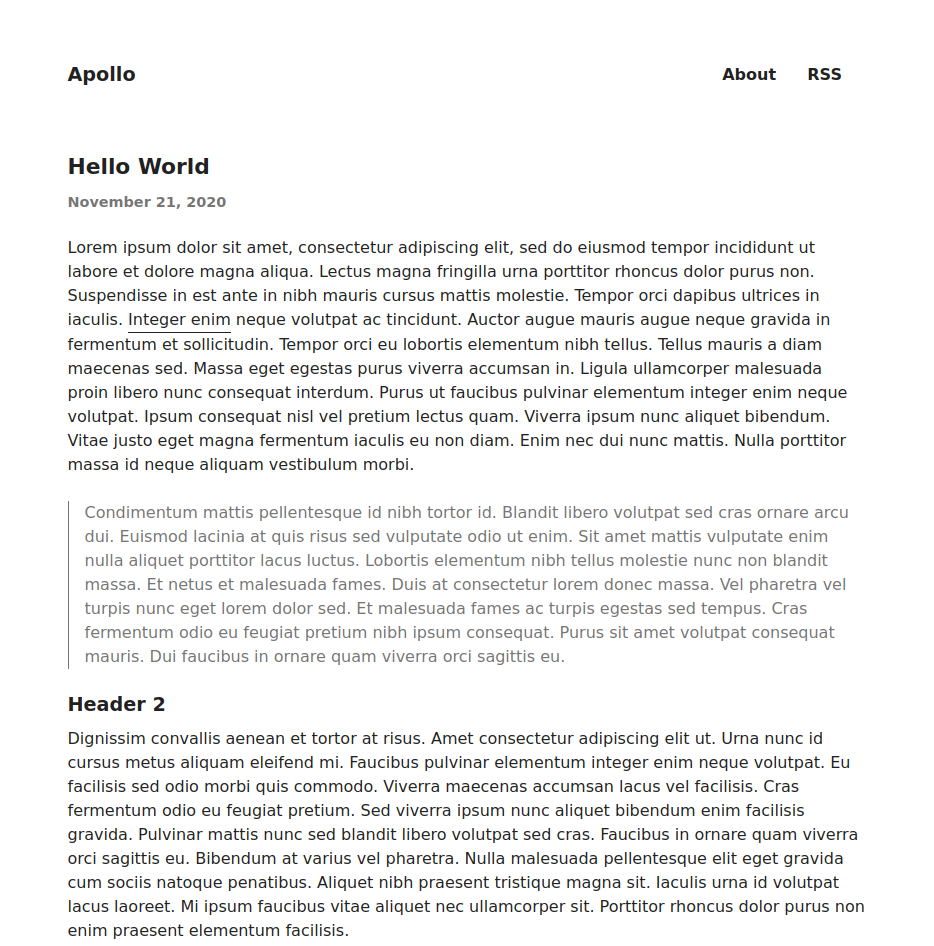 Apollo
About RSS
Hello World
November 21, 2020
Lorem ipsum dolor sit amet, consectetur adipiscing elit, sed do eiusmod tempor incididunt ut
labore et dolore magna aliqua. Lectus magna fringilla urna porttitor rhoncus dolor purus non.
Suspendisse in est ante in nibh mauris cursus mattis molestie. Tempor orci dapibus ultrices in
iaculis. Integer enim neque volutpat ac tincidunt. Auctor augue mauris augue neque gravida in
fermentum et sollicitudin. Tempor orci eu lobortis elementum nibh tellus. Tellus mauris a diam
maecenas sed. Massa eget egestas purus viverra accumsan in. Ligula ullamcorper malesuada
proin libero nunc consequat interdum. Purus ut faucibus pulvinar elementum integer enim neque
volutpat. Ipsum consequat nisl vel pretium lectus quam. Viverra ipsum nunc aliquet bibendum.
Vitae justo eget magna fermentum iaculis eu non diam. Enim nec dui nunc mattis. Nulla porttitor
massa id neque aliquam vestibulum morbi.
Condimentum mattis pellentesque id nibh tortor id. Blandit libero volutpat sed cras ornare arcu
dui. Euismod lacinia at quis risus sed vulputate odio ut enim. Sit amet mattis vulputate enim
nulla aliquet porttitor lacus luctus. Lobortis elementum nibh tellus molestie nunc non blandit
massa. Et netus et malesuada fames. Duis at consectetur lorem donec massa. Vel pharetra vel
turpis nunc eget lorem dolor sed. Et malesuada fames ac turpis egestas sed tempus. Cras
fermentum odio eu feugiat pretium nibh ipsum consequat. Purus sit amet volutpat consequat
mauris. Dui faucibus in ornare quam viverra orci sagittis eu.
Header 2
Dignissim convallis aenean et tortor at risus. Amet consectetur adipiscing elit ut. Urna nunc id
cursus metus aliquam eleifend mi. Faucibus pulvinar elementum integer enim neque volutpat. Eu
facilisis sed odio morbi quis commodo. Viverra maecenas accumsan lacus vel facilisis. Cras
fermentum odio eu feugiat pretium. Sed viverra ipsum nunc aliquet bibendum enim facilisis
gravida. Pulvinar mattis nunc sed blandit libero volutpat sed cras. Faucibus in ornare quam viverra
orci sagittis eu. Bibendum at varius vel pharetra. Nulla malesuada pellentesque elit eget gravida
cum sociis natoque penatibus. Aliquet nibh praesent tristique magna sit. Iaculis urna id volutpat
lacus laoreet. Mi ipsum faucibus vitae aliquet nec ullamcorper sit. Porttitor rhoncus dolor purus non
enim praesent elementum facilisis.